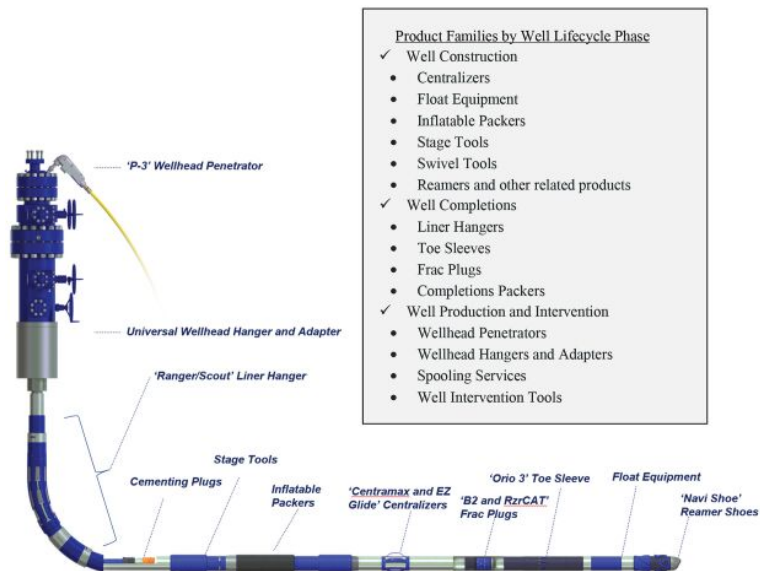 Product Families by Well Lifecycle Phase
✓ Well Construction
• Centralizers
• Float Equipment
• Inflatable Packers
• Stage Tools
• Swivel Tools
• Reamers and other related products
✓ Well Completions
• Liner Hangers
• Toe Sleeves
• Frac Plugs
• Completions Packers
✓ Well Production and Intervention
• Wellhead Penetrators
• Wellhead Hangers and Adapters
• Spooling Services
• Well Intervention Tools
‘P-3’ Wellhead Penetrator
Universal Wellhead Hanger and Adapter
‘Ranger/Scout’ Liner Hanger
Cementing Plugs
Stage Tools
Inflatable
Packers
‘Centramax and EZ
Glide’ Centralizers
‘B2 and RzrCAT’
Frac Plugs
‘Orio 3’ Toe Sleeve
Float Equipment
‘Navi Shoe’
Reamer Shoes